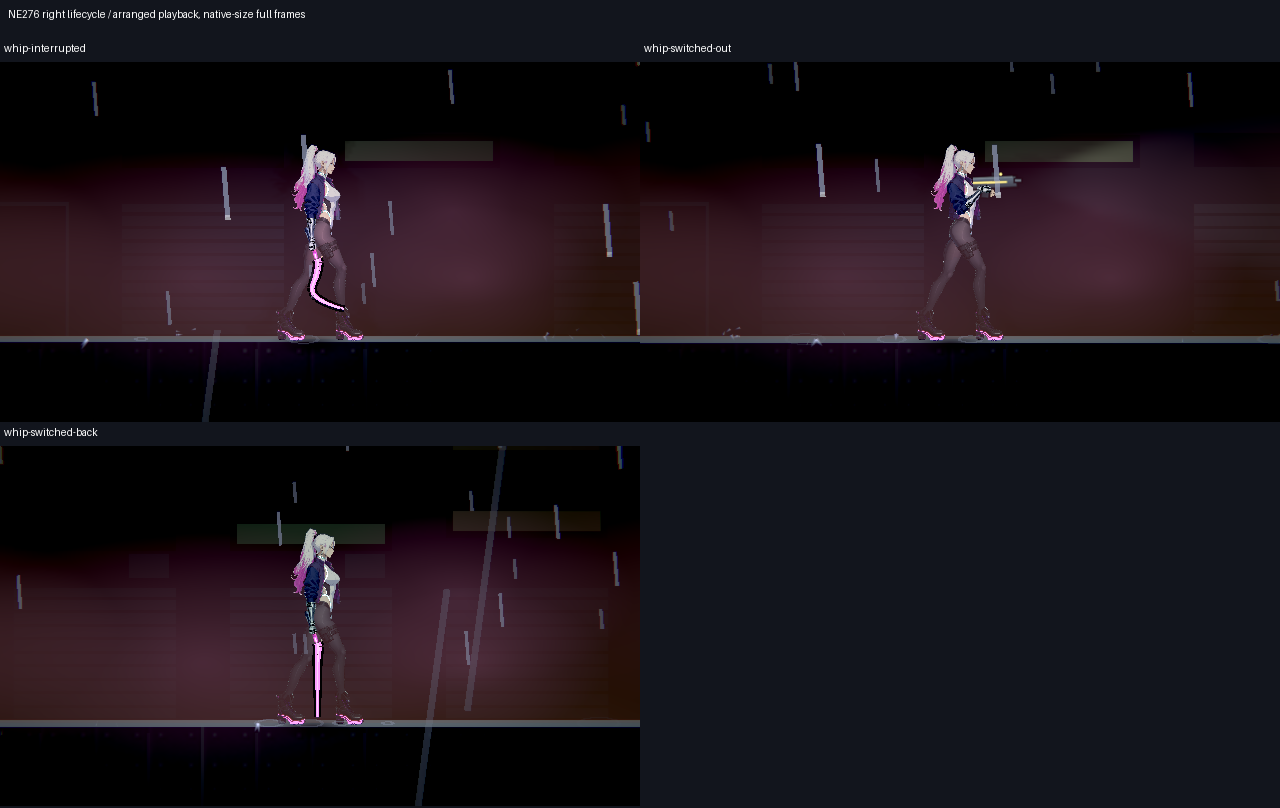 NE276 right lifecycle / arranged playback, native-size full frames
whip-interrupted
whip-switched-out
whip-switched-back